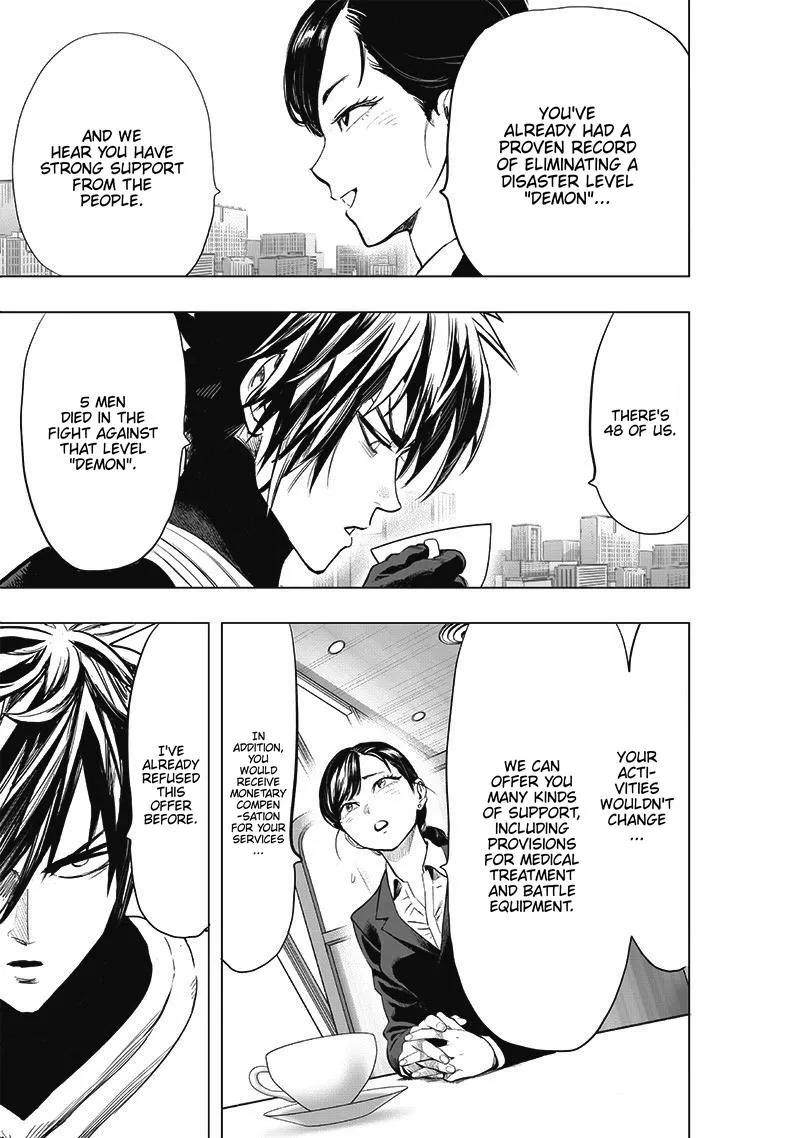 YOU'VE
ALREADY HAD A
PROVEN RECORD
OF ELIMINATING A
DISASTER LEVEL
"DEMON"...
AND WE
HEAR YOU HAVE
STRONG SUPPORT
FROM THE
PEOPLE.
THERE'S
48 OF US.
5 MEN
DIED IN THE
FIGHT AGAINST
THAT LEVEL
"DEMON".
YOUR
ACTI-
VITIES
WOULDN'T
CHANGE
...
WE CAN
OFFER YOU
MANY KINDS
OF SUPPORT,
INCLUDING
PROVISIONS
FOR MEDICAL
TREATMENT
AND BATTLE
EQUIPMENT.
IN
ADDITION,
YOU
WOULD
RECEIVE
MONETARY
COMPEN
-SATION
FOR YOUR
SERVICES
...
I'VE
ALREADY
REFUSED
THIS
OFFER
BEFORE.